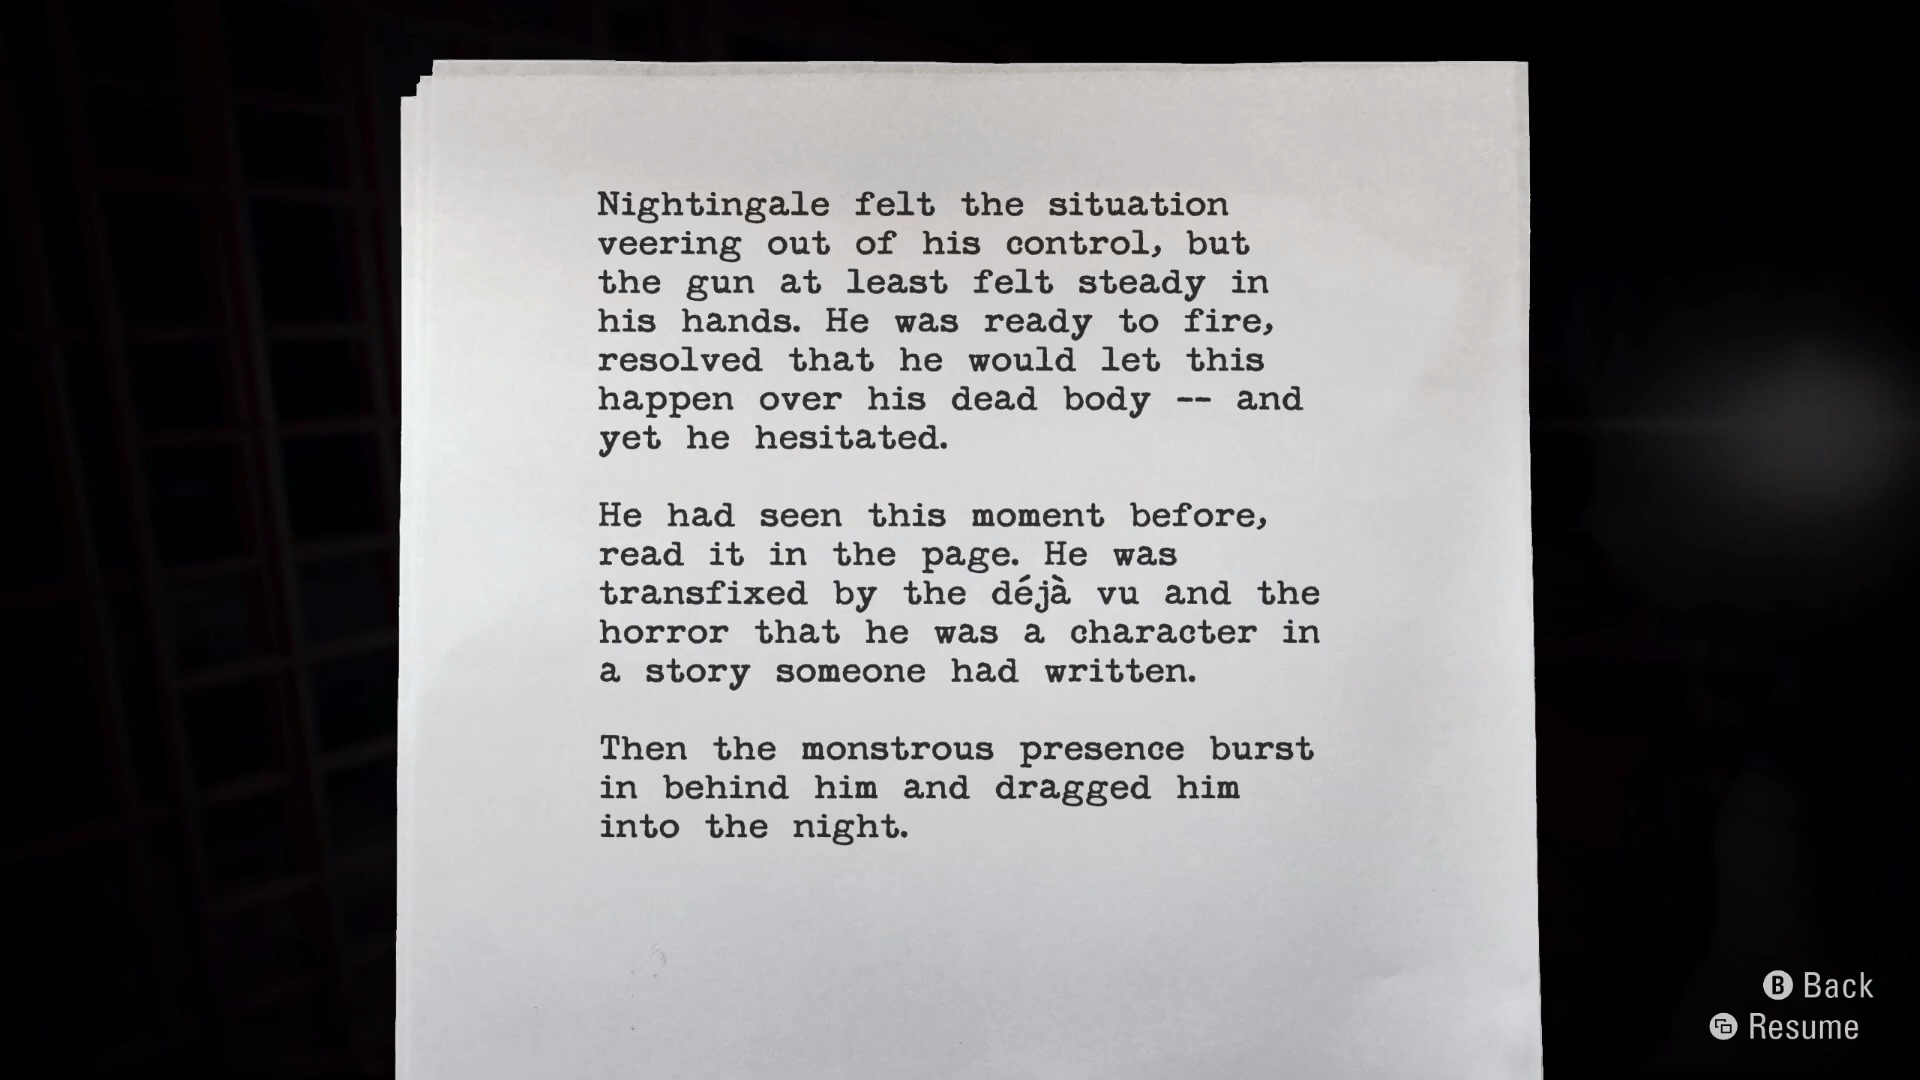 Nightingale felt the situation
veering out of his control, but
the gun at least felt steady in
his hands. He was ready to fire,
resolved that he would let this
happen over his dead body -- and
yet he hesitated.
He had seen this moment before,
read it in the page. He was
transfixed by the déjà vu and the
horror that he was a character in
a story someone had written.
Then the monstrous presence burst
in behind him and dragged him
into the night.
B Back
Resume